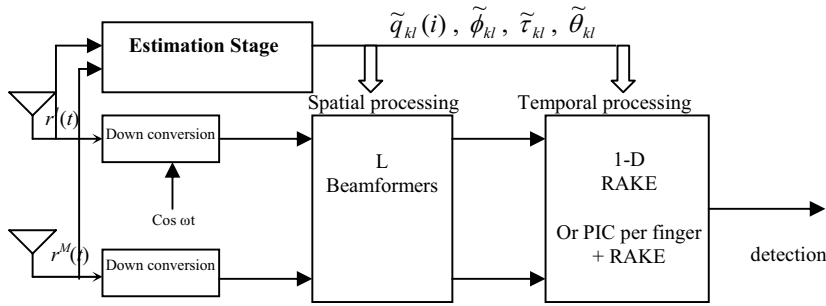 q̃kl(i) , ϕ̃kl, τ̃kl, θ̃kl
Estimation Stage
Spatial processing
Temporal processing
r1(t)
Down conversion
L
Beamformers
1-D
RAKE
Cos ωt
Or PIC per finger
+ RAKE
rM(t)
Down conversion
detection